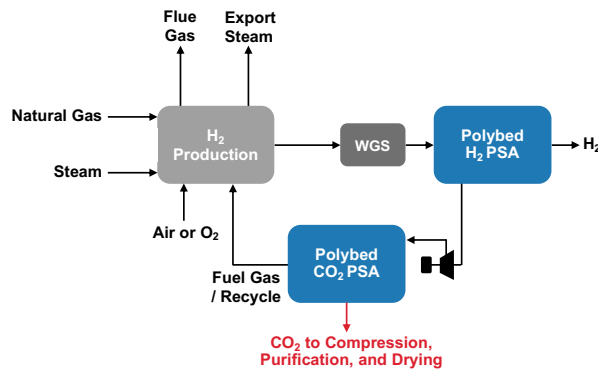 Flue
Gas
Export
Steam
Natural Gas
H₂
Production
WGS
Polybed
H₂ PSA
H₂
Steam
Air or O₂
Polybed
CO₂ PSA
Fuel Gas
/ Recycle
CO₂ to Compression,
Purification, and Drying